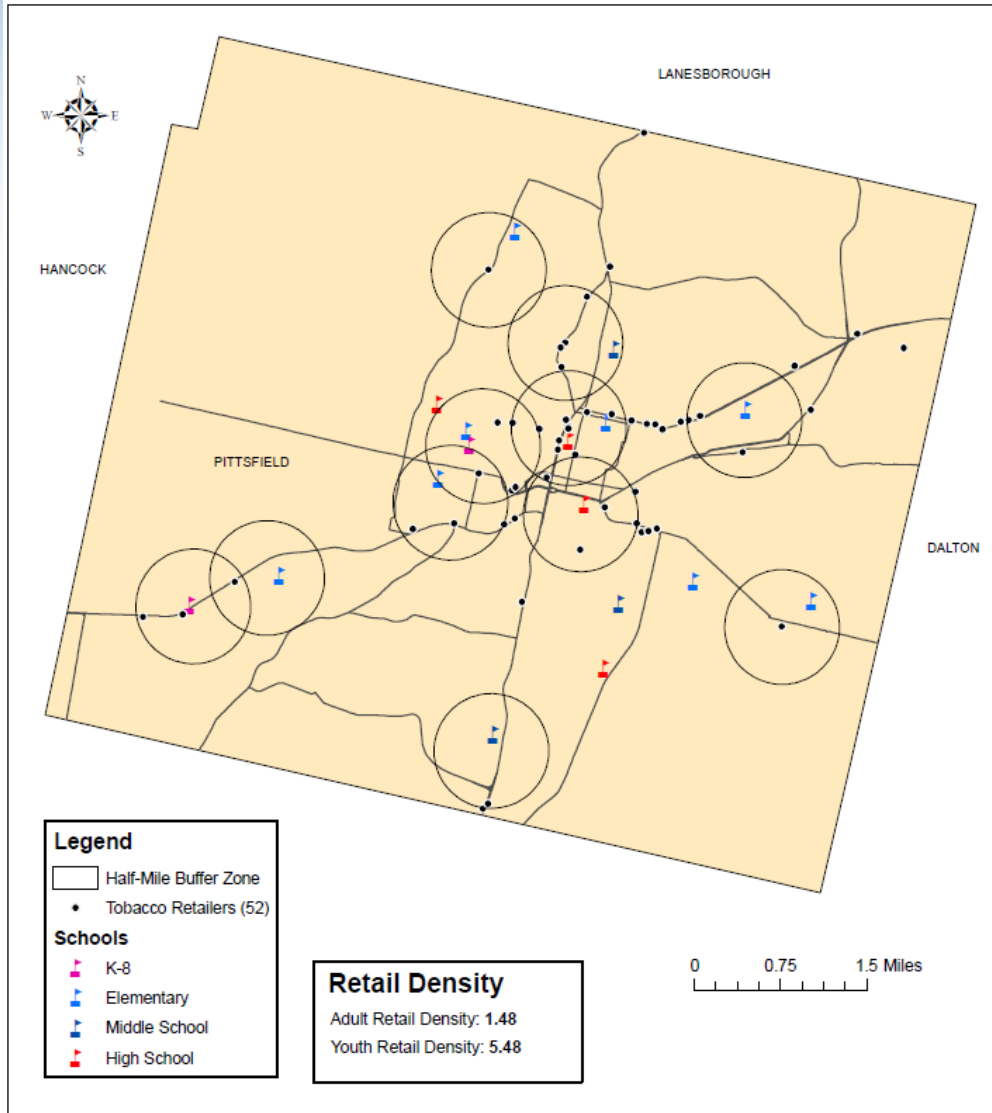 LANESBOROUGH
N
W E
S
HANCOCK
PITTSFIELD
DALTON
Legend
Half-Mile Buffer Zone
Tobacco Retailers (52)
Schools
K-8
Elementary
Middle School
High School
Retail Density
Adult Retail Density: 1.48
Youth Retail Density: 5.48
0 0.75 1.5 Miles